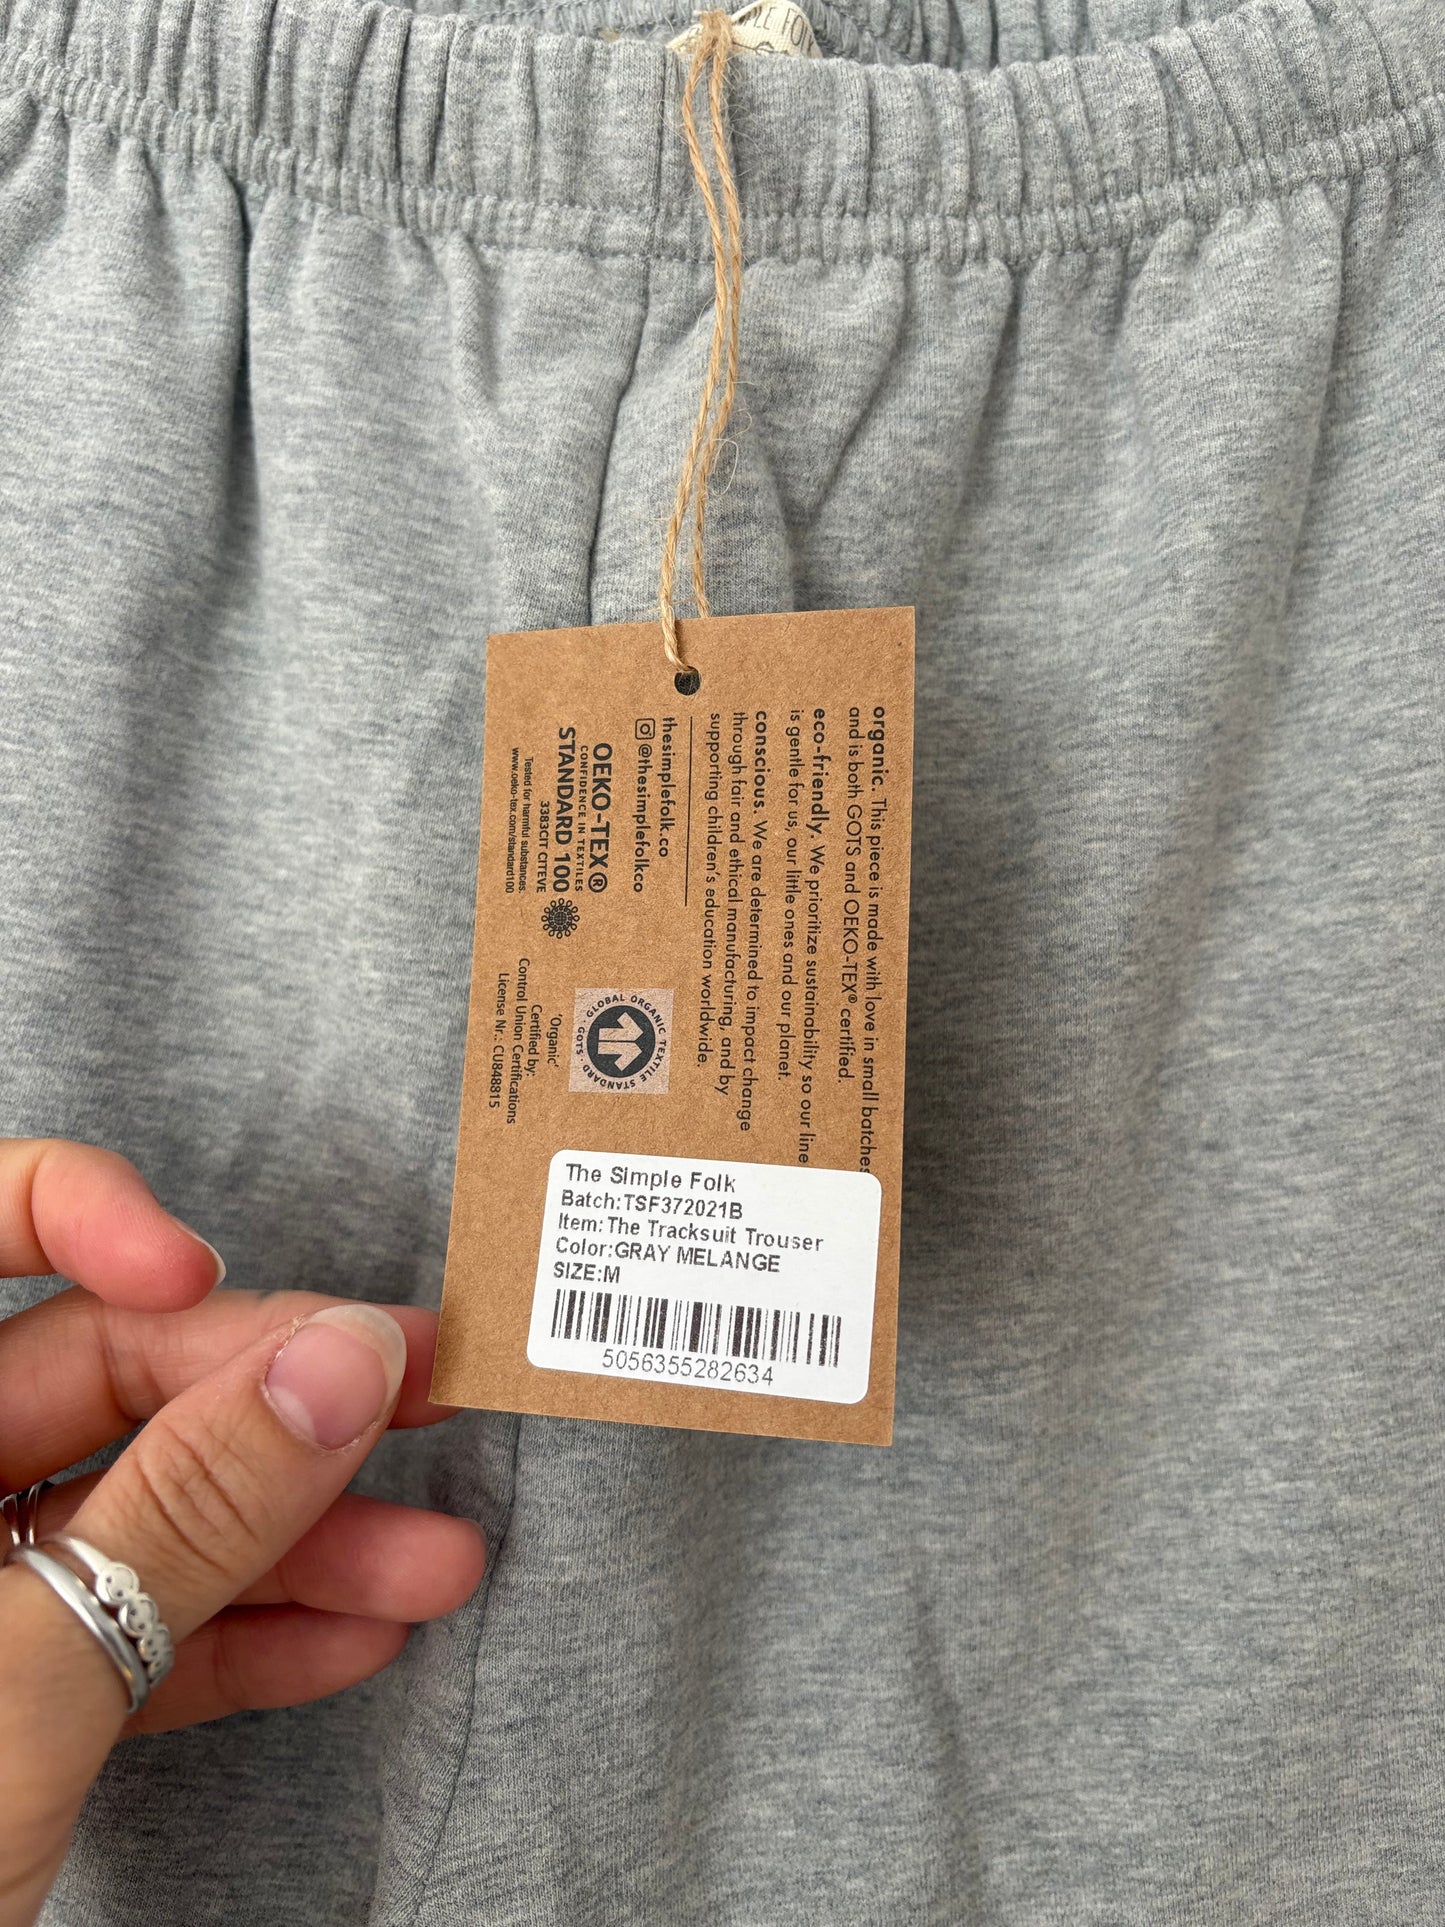 PLE FOL
organic. This piece is made with love in small batches
and is both GOTS and OEKO-TEX® certified.
eco-friendly. We prioritize sustainability so our line
is gentle for us, our little ones and our planet.
conscious. We are determined to impact change
through fair and ethical manufacturing, and by
supporting children's education worldwide.
thesimplefolk.co
@thesimplefolkco
OEKO-TEX®
CONFIDENCE IN TEXTILES
STANDARD 100
3383CIT CITEVE
Tested for harmful substances.
www.oeko-tex.com/standard100
GLOBAL ORGANIC TEXTILE STANDARD · GOTS ·
'Organic'
Certified by:
Control Union Certifications
License Nr.: CU848815
The Simple Folk
Batch:TSF372021B
Item:The Tracksuit Trouser
Color:GRAY MELANGE
SIZE:M
5056355282634